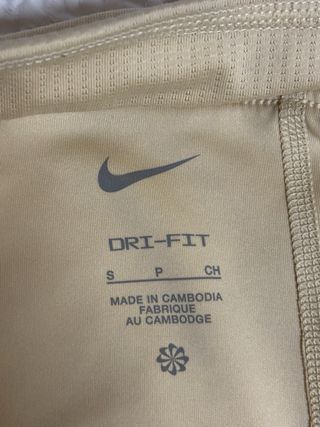 DRI-FIT
S P CH
MADE IN CAMBODIA
FABRIQUE
AU CAMBODGE